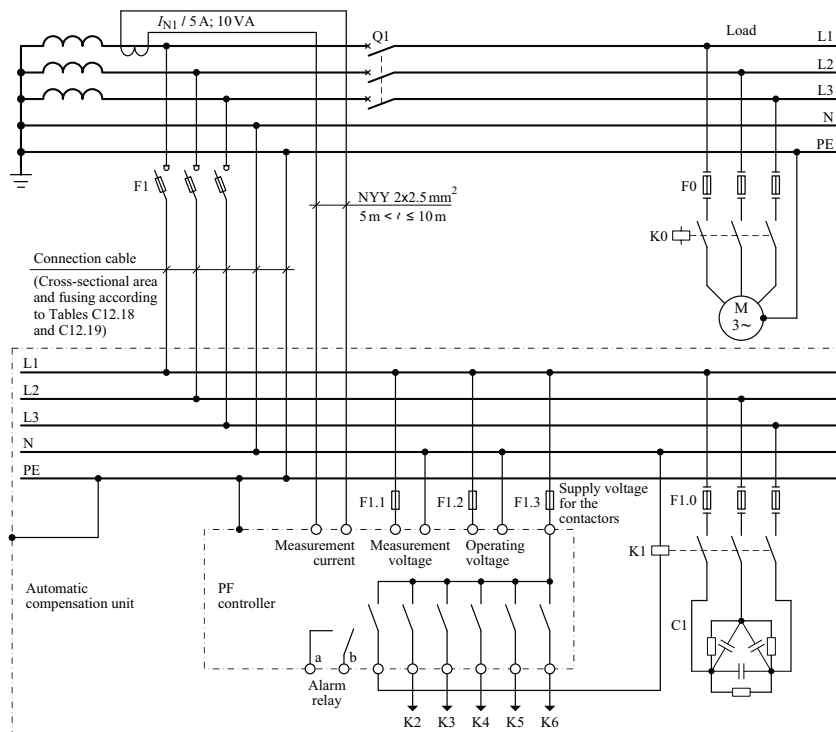 I_N1 / 5 A; 10 VA
Q1
Load
L1
L2
L3
N
PE
F1
NYY 2x2.5 mm²
5 m < ℓ ≤ 10 m
F0
K0
Connection cable
(Cross-sectional area
and fusing according
to Tables C12.18
and C12.19)
M
3~
L1
L2
L3
N
PE
F1.1
F1.2
F1.3
Supply voltage
for the
contactors
F1.0
Measurement
current
Measurement
voltage
Operating
voltage
K1
Automatic
compensation unit
PF
controller
C1
a
b
Alarm
relay
K2
K3
K4
K5
K6